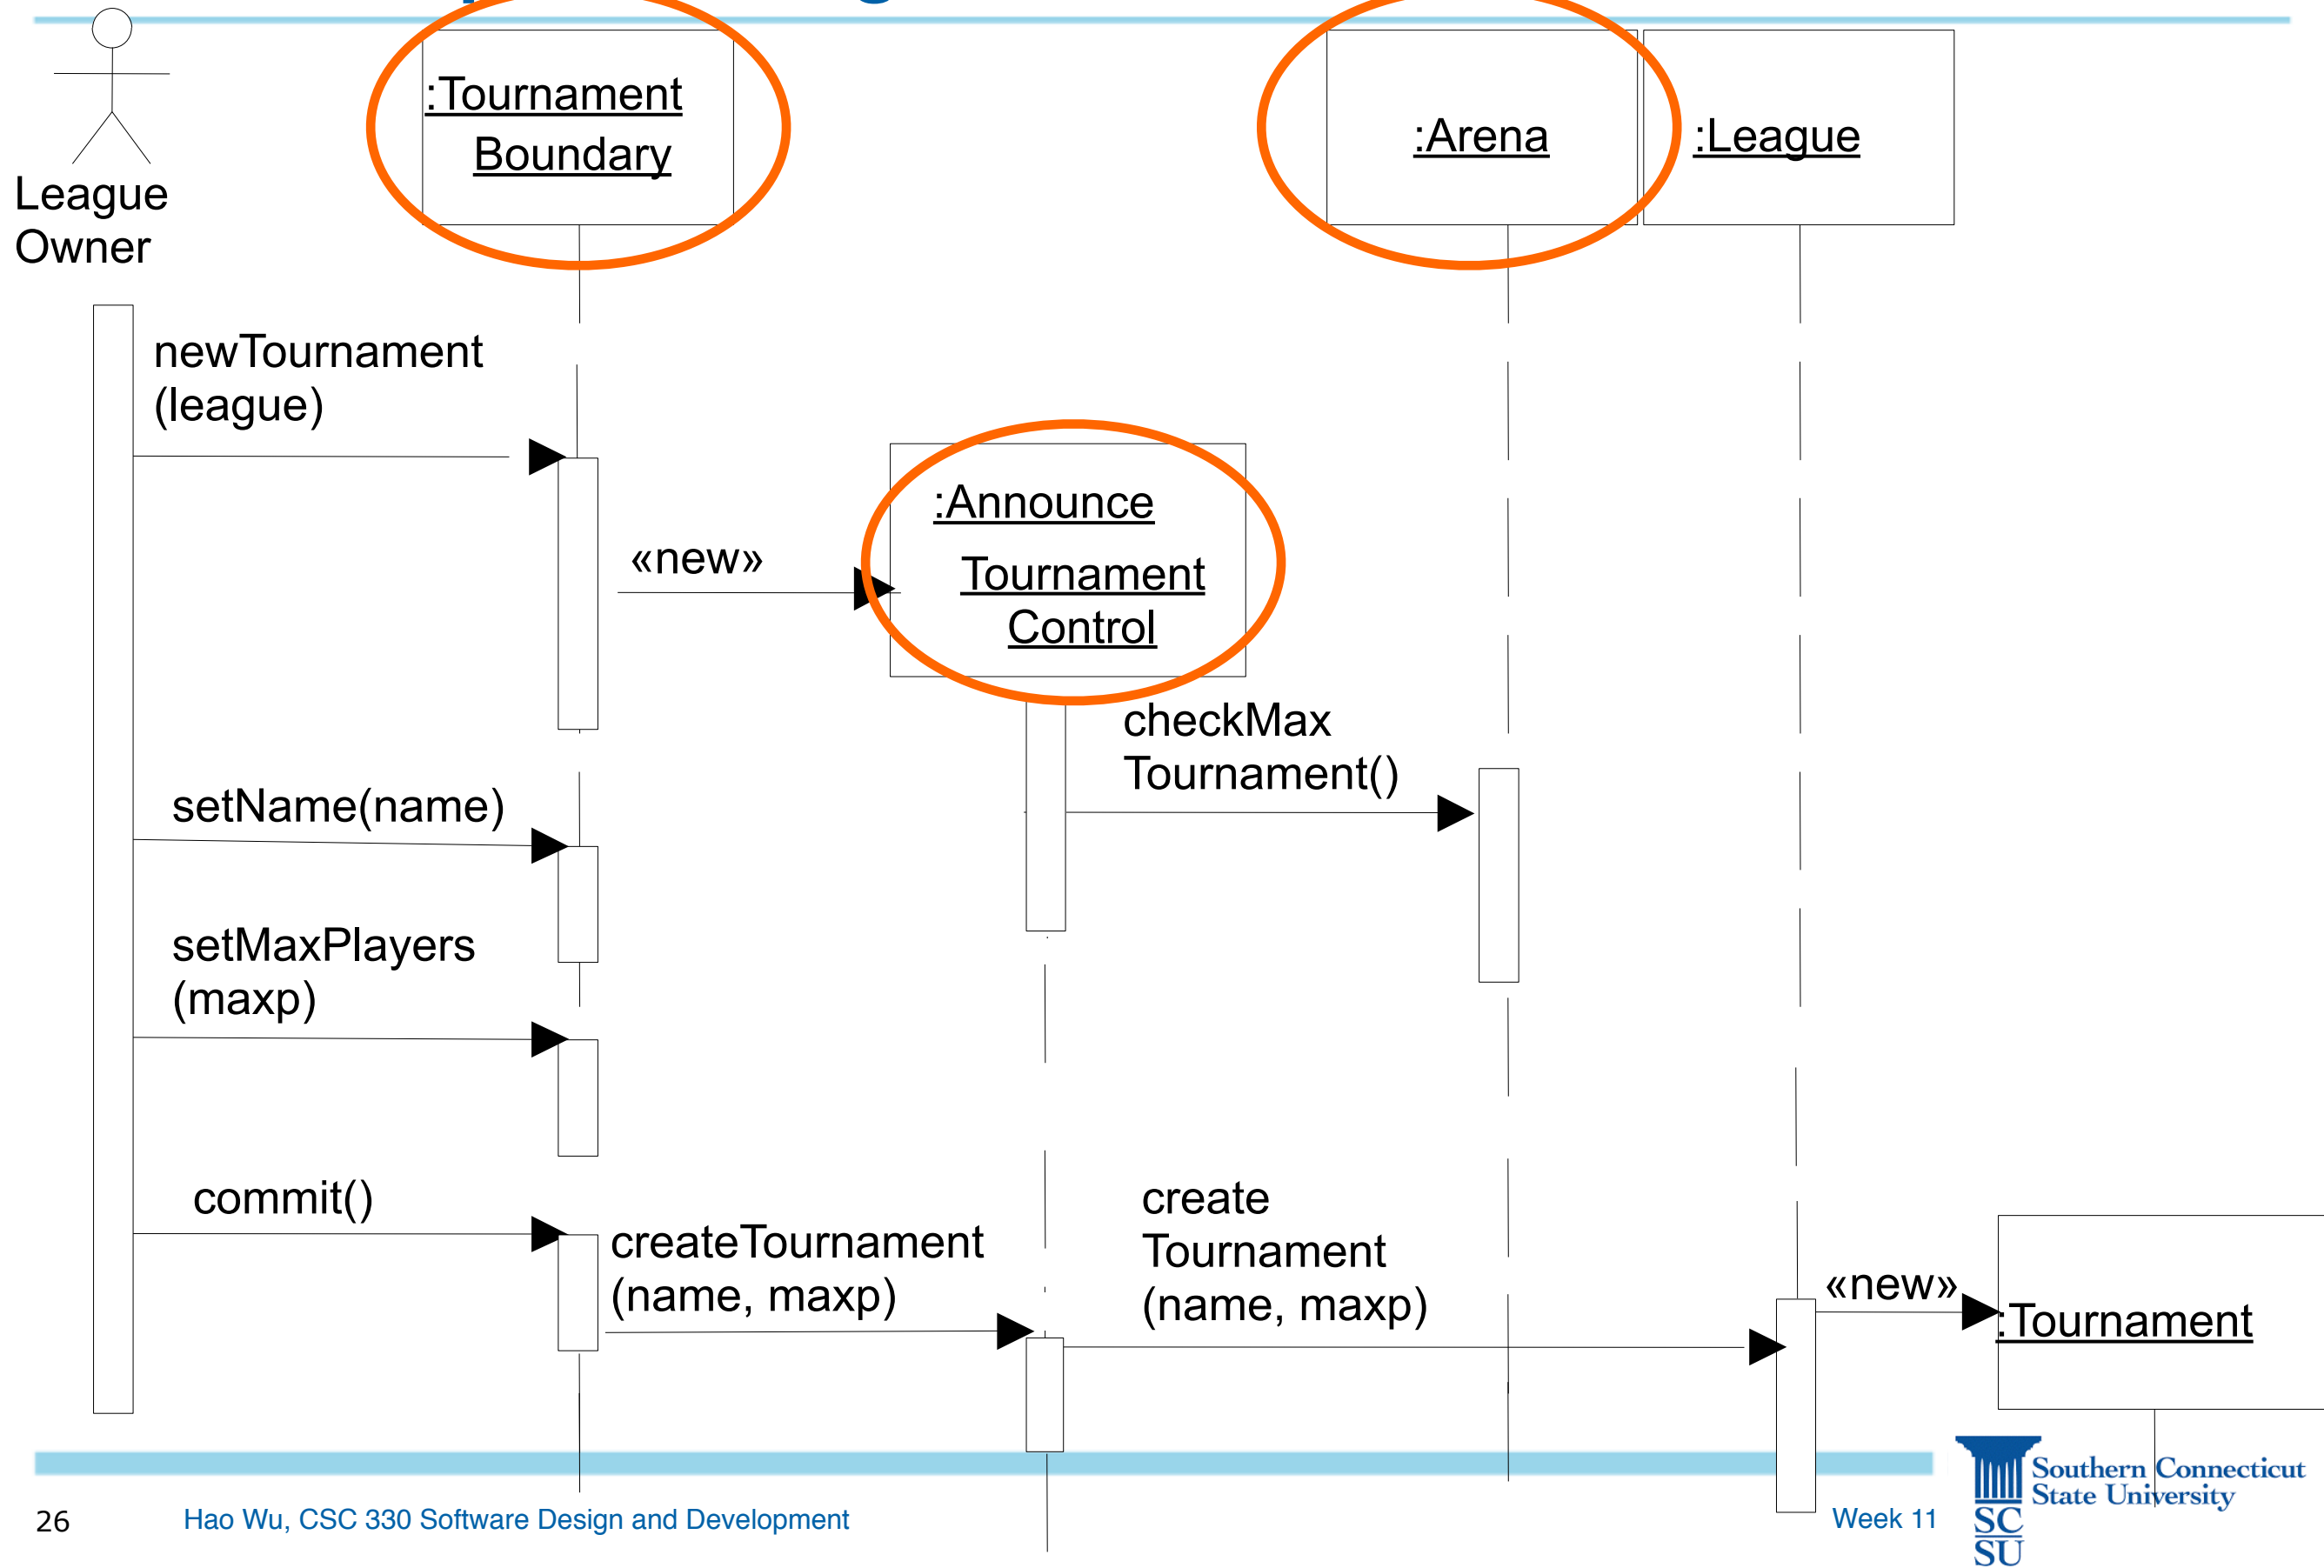 :Tournament
Boundary
:Arena
:League
League
Owner
newTournament
(league)
:Announce
Tournament
Control
«new»
checkMax
Tournament()
setName(name)
setMaxPlayers
(maxp)
commit()
createTournament
(name, maxp)
create
Tournament
(name, maxp)
«new»
:Tournament
26
Hao Wu, CSC 330 Software Design and Development
Week 11
Southern Connecticut
State University
SC
SU